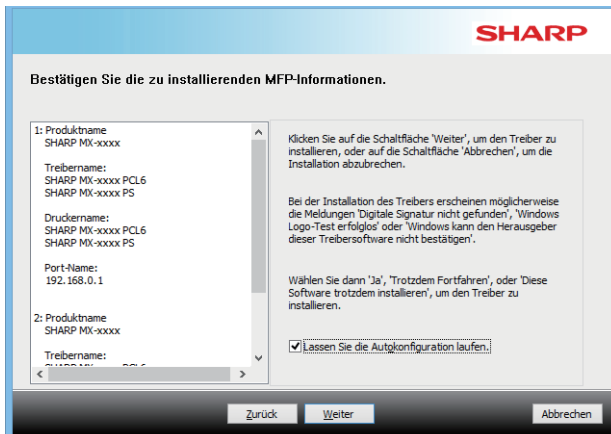 SHARP
Bestätigen Sie die zu installierenden MFP-Informationen.
1: Produktname
SHARP MX-xxxx
Treibername:
SHARP MX-xxxx PCL6
SHARP MX-xxxx PS
Druckername:
SHARP MX-xxxx PCL6
SHARP MX-xxxx PS
Port-Name:
192.168.0.1
2: Produktname
SHARP MX-xxxx
Treibername:
SHARP MX-xxxx PCL6
Klicken Sie auf die Schaltfläche 'Weiter', um den Treiber zu
installieren, oder auf die Schaltfläche 'Abbrechen', um die
Installation abzubrechen.
Bei der Installation des Treibers erscheinen möglicherweise
die Meldungen 'Digitale Signatur nicht gefunden', 'Windows
Logo-Test erfolglos' oder 'Windows kann den Herausgeber
dieser Treibersoftware nicht bestätigen'.
Wählen Sie dann 'Ja', 'Trotzdem Fortfahren', oder 'Diese
Software trotzdem installieren', um den Treiber zu
installieren.
Lassen Sie die Autokonfiguration laufen.
Zurück
Weiter
Abbrechen